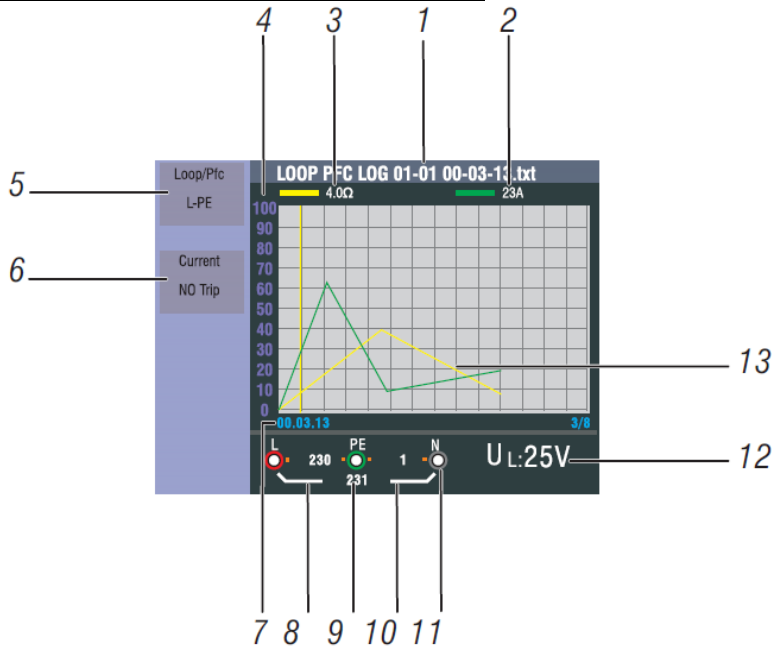 4 3 1 2
LOOP PFC LOG 01-01 00-03-13.txt
5
Loop/Pfc
L-PE
4.0Ω 23A
6
Current
NO Trip
100
90
80
70
60
50
40
30
20
10
0
13
00.03.13 3/8
L 230 PE 1 N
231
U L:25V
12
7 8 9 10 11